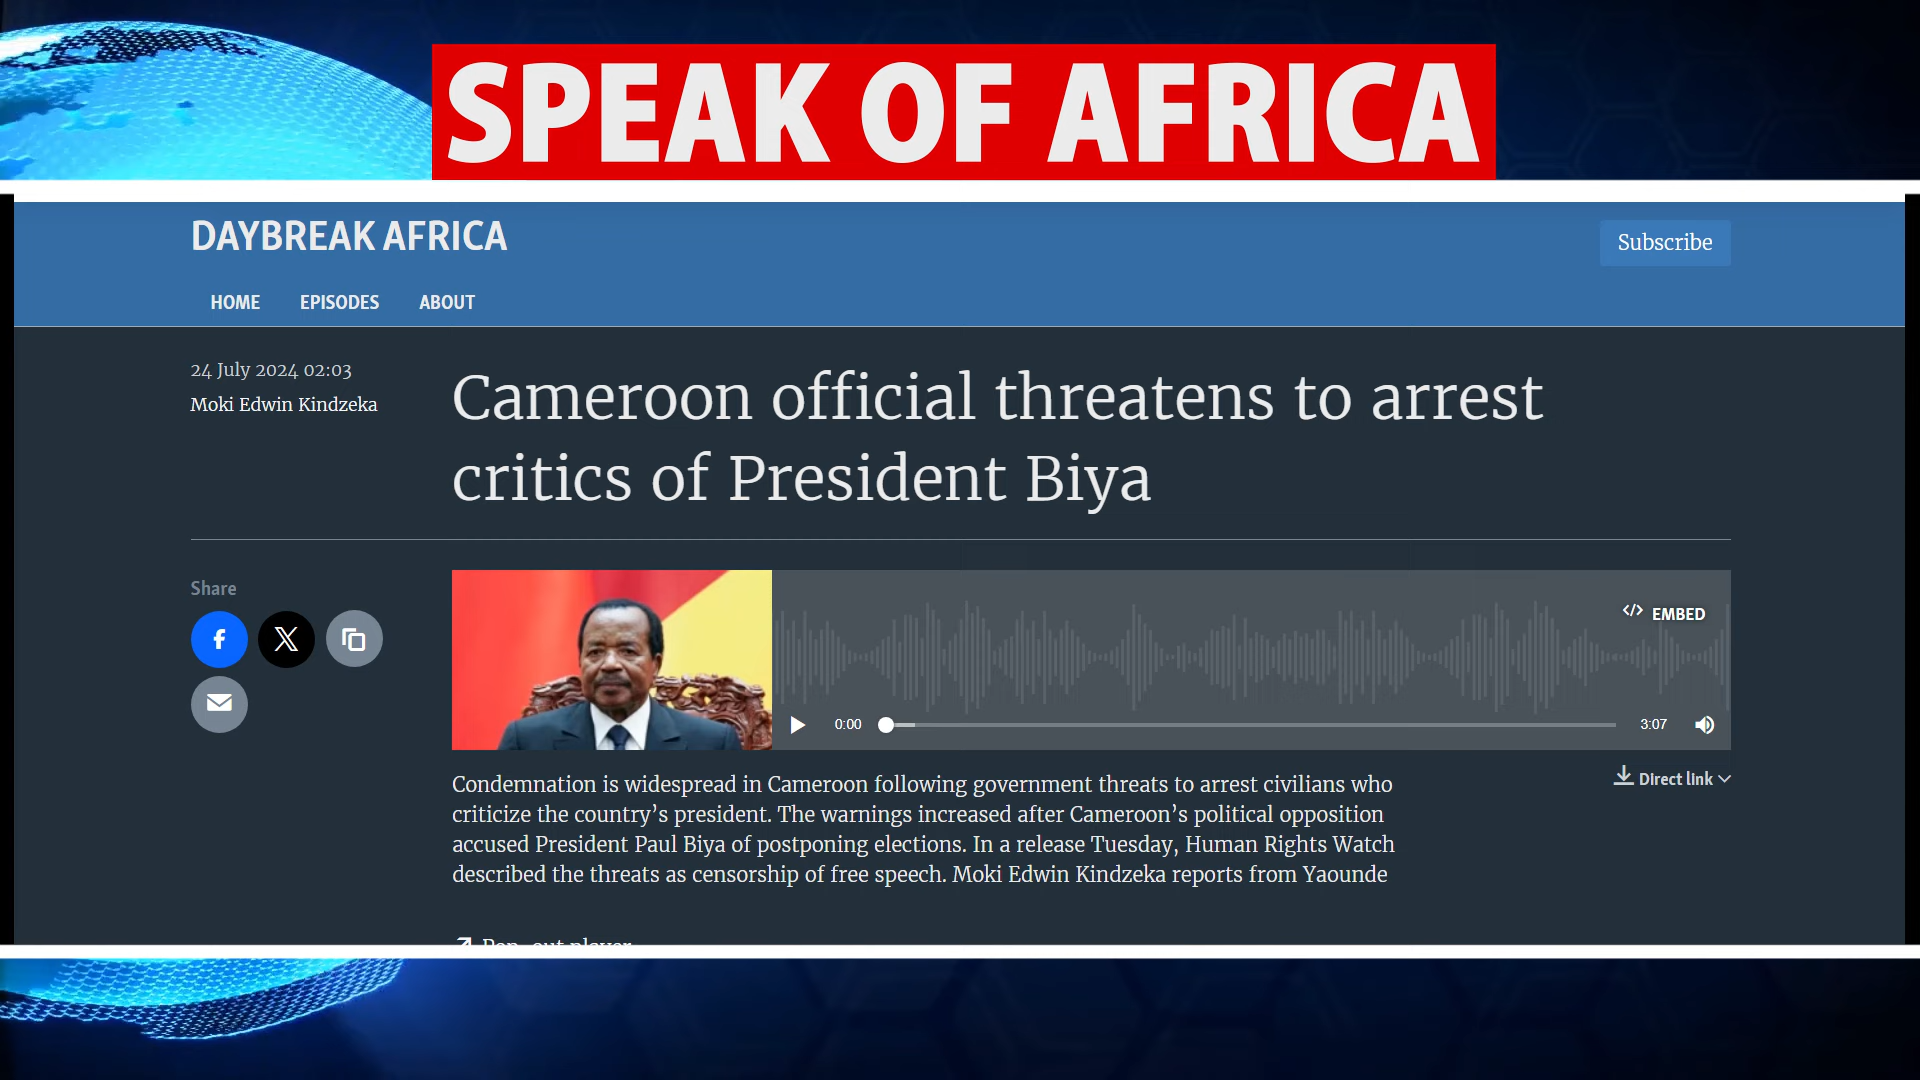 SPEAK OF AFRICA
DAYBREAK AFRICA
Subscribe
HOME EPISODES ABOUT
24 July 2024 02:03
Moki Edwin Kindzeka
Cameroon official threatens to arrest
critics of President Biya
Share
EMBED
0:00
3:07
Direct link
Condemnation is widespread in Cameroon following government threats to arrest civilians who
criticize the country’s president. The warnings increased after Cameroon’s political opposition
accused President Paul Biya of postponing elections. In a release Tuesday, Human Rights Watch
described the threats as censorship of free speech. Moki Edwin Kindzeka reports from Yaounde
Pop-out player